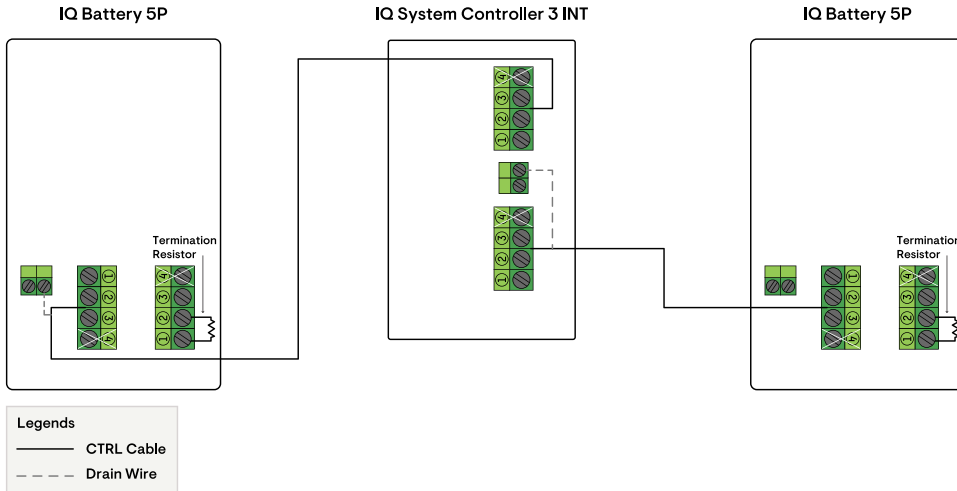 IQ Battery 5P
IQ System Controller 3 INT
IQ Battery 5P
4
3
2
1
4
3
2
1
Termination
Resistor
1
2
3
4
4
3
2
1
Termination
Resistor
1
2
3
4
4
3
2
1
Legends
CTRL Cable
Drain Wire